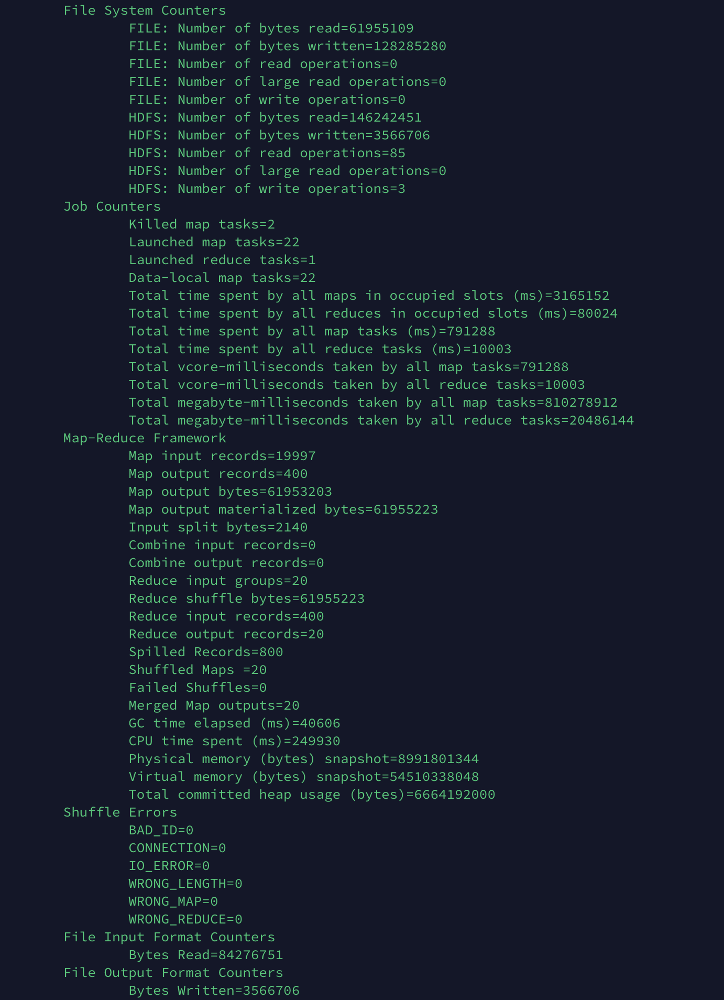 File System Counters
FILE: Number of bytes read=61955109
FILE: Number of bytes written=128285280
FILE: Number of read operations=0
FILE: Number of large read operations=0
FILE: Number of write operations=0
HDFS: Number of bytes read=146242451
HDFS: Number of bytes written=3566706
HDFS: Number of read operations=85
HDFS: Number of large read operations=0
HDFS: Number of write operations=3
Job Counters
Killed map tasks=2
Launched map tasks=22
Launched reduce tasks=1
Data-local map tasks=22
Total time spent by all maps in occupied slots (ms)=3165152
Total time spent by all reduces in occupied slots (ms)=80024
Total time spent by all map tasks (ms)=791288
Total time spent by all reduce tasks (ms)=10003
Total vcore-milliseconds taken by all map tasks=791288
Total vcore-milliseconds taken by all reduce tasks=10003
Total megabyte-milliseconds taken by all map tasks=810278912
Total megabyte-milliseconds taken by all reduce tasks=20486144
Map-Reduce Framework
Map input records=19997
Map output records=400
Map output bytes=61953203
Map output materialized bytes=61955223
Input split bytes=2140
Combine input records=0
Combine output records=0
Reduce input groups=20
Reduce shuffle bytes=61955223
Reduce input records=400
Reduce output records=20
Spilled Records=800
Shuffled Maps =20
Failed Shuffles=0
Merged Map outputs=20
GC time elapsed (ms)=40606
CPU time spent (ms)=249930
Physical memory (bytes) snapshot=8991801344
Virtual memory (bytes) snapshot=54510338048
Total committed heap usage (bytes)=6664192000
Shuffle Errors
BAD_ID=0
CONNECTION=0
IO_ERROR=0
WRONG_LENGTH=0
WRONG_MAP=0
WRONG_REDUCE=0
File Input Format Counters
Bytes Read=84276751
File Output Format Counters
Bytes Written=3566706